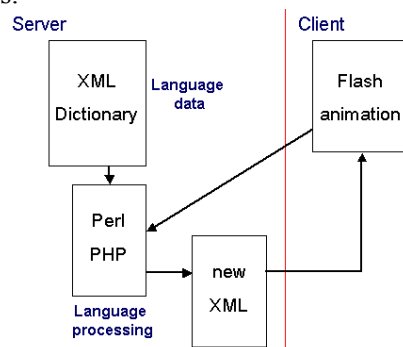 s.
Server
Client
XML
Dictionary
Language
data
Flash
animation
Perl
PHP
new
XML
Language
processing